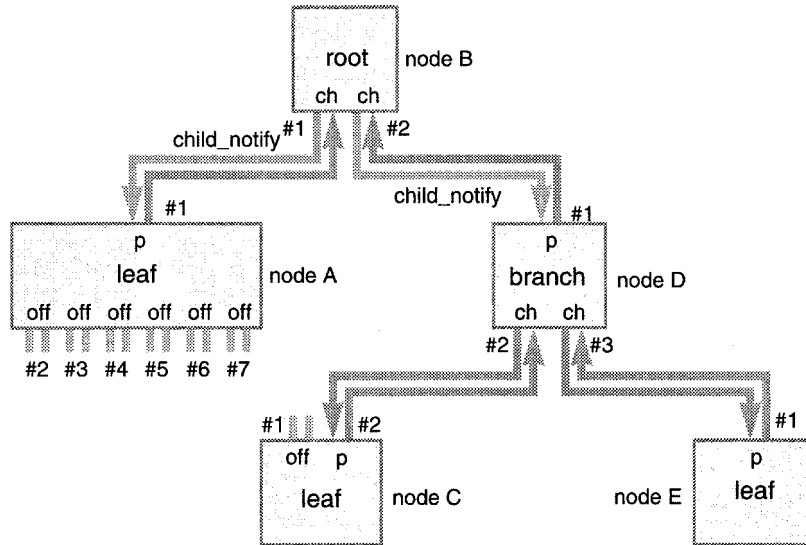 root node B
ch ch
#1 #2
child_notify
child_notify
#1 #1
p p
leaf node A branch node D
off off off off off off ch ch
#2 #3 #4 #5 #6 #7 #2 #3
#1 #2 #1
off p p
leaf node C node E leaf